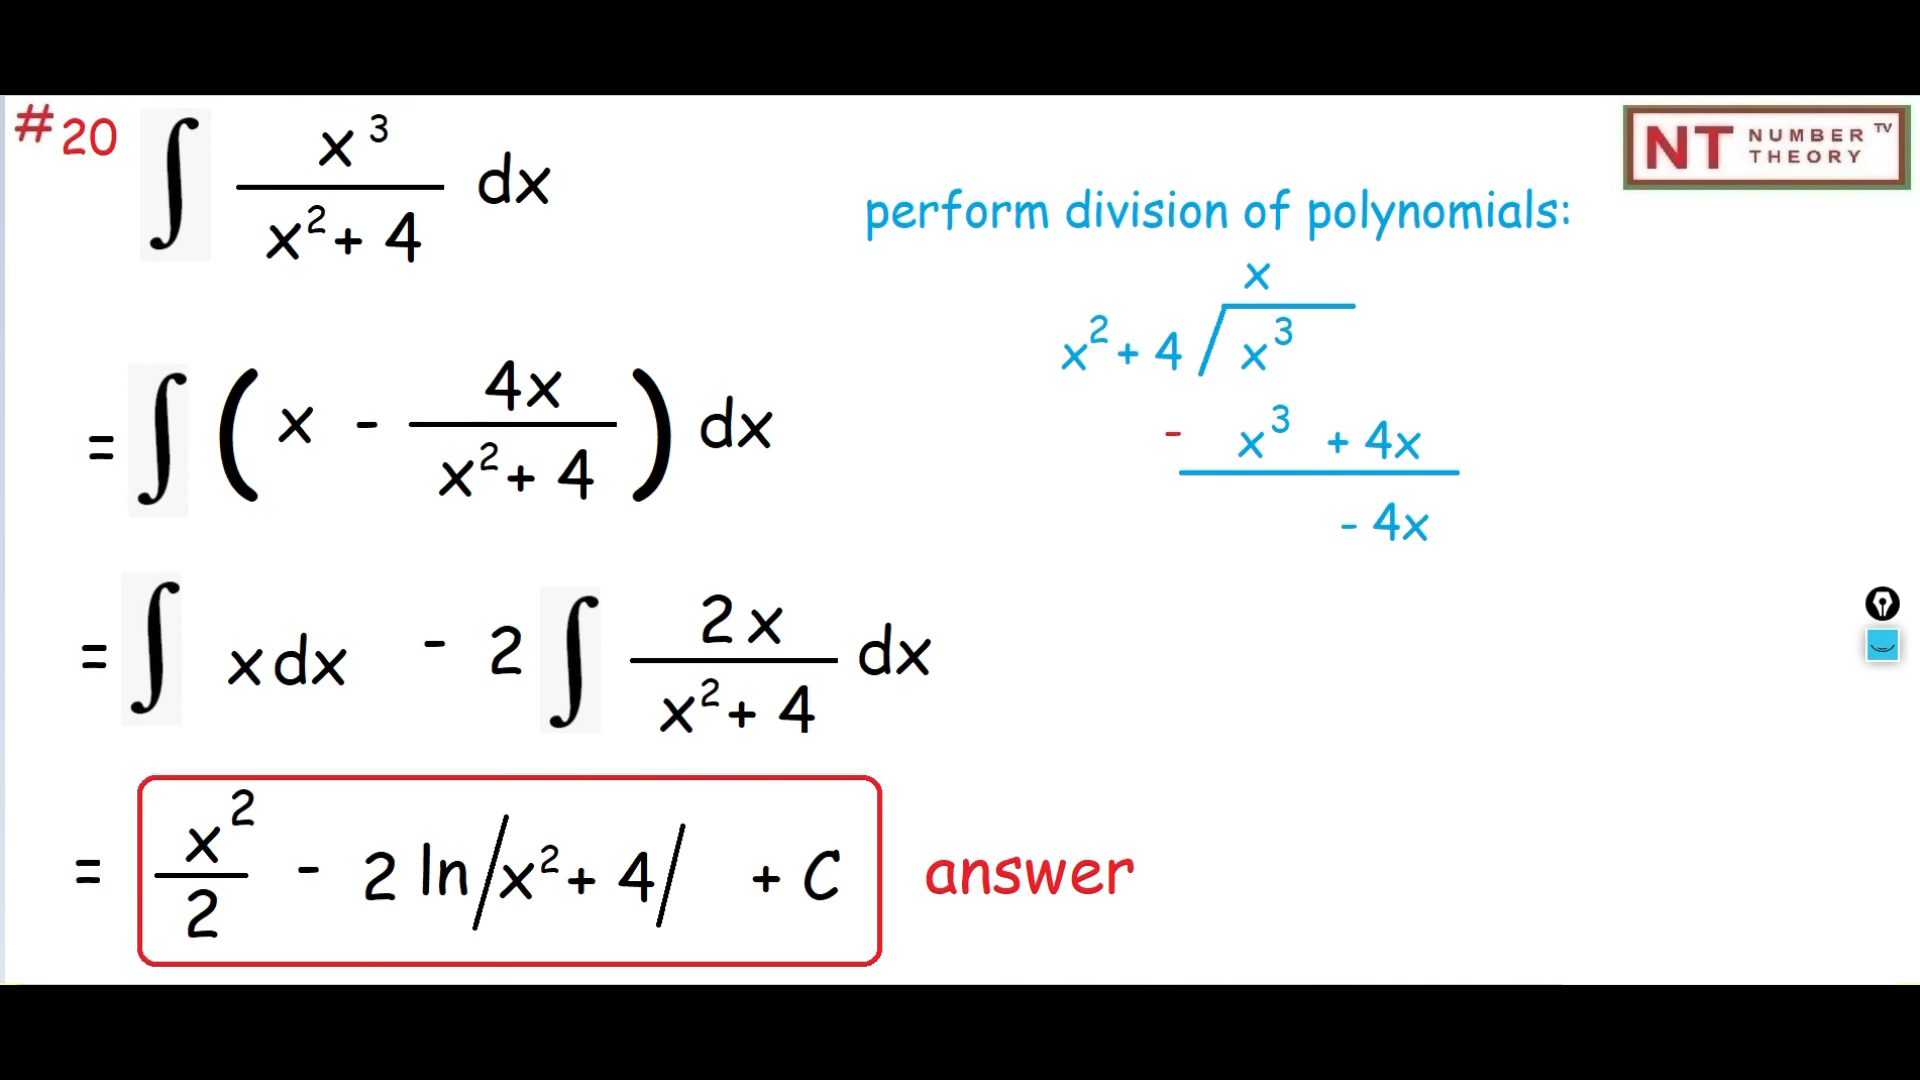 #20 ∫ x³ / (x² + 4) dx
NT NUMBER THEORY TV
perform division of polynomials:
x
x² + 4 / x³
- x³ + 4x
- 4x
= ∫ ( x - 4x / (x² + 4) ) dx
= ∫ x dx - 2 ∫ 2x / (x² + 4) dx
= x² / 2 - 2 ln/x² + 4/ + C answer